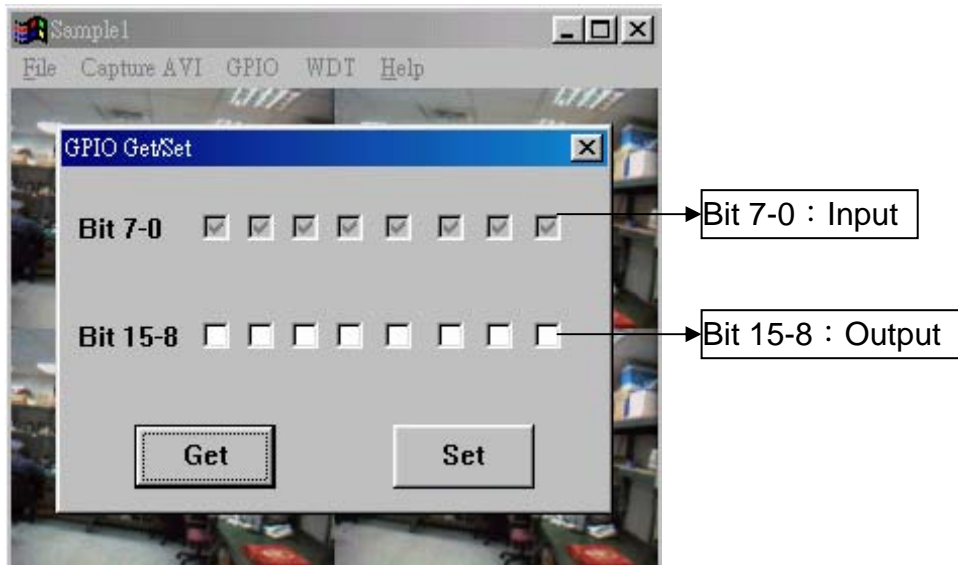 Sample1
File Capture AVI GPIO WDT Help
GPIO Get/Set
Bit 7-0
Bit 7-0：Input
Bit 15-8
Bit 15-8：Output
Get Set